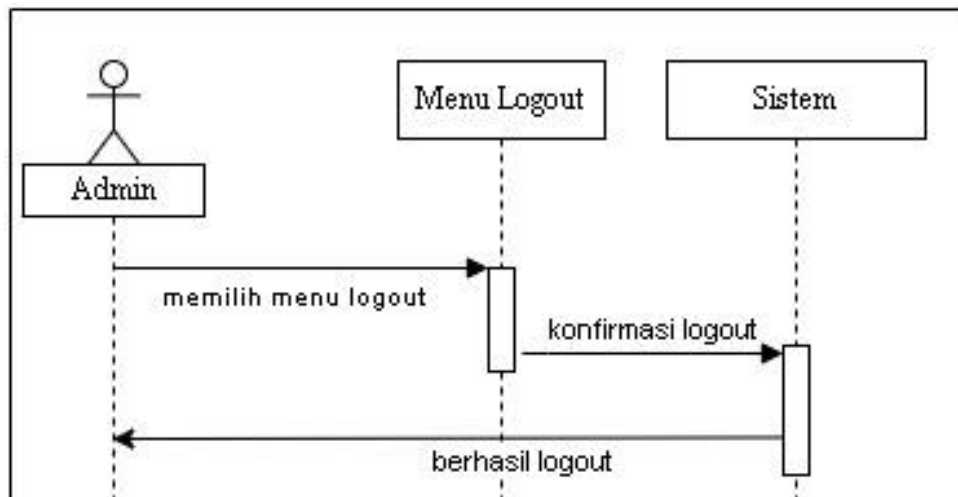 Menu Logout
Sistem
Admin
memilih menu logout
konfirmasi logout
berhasil logout